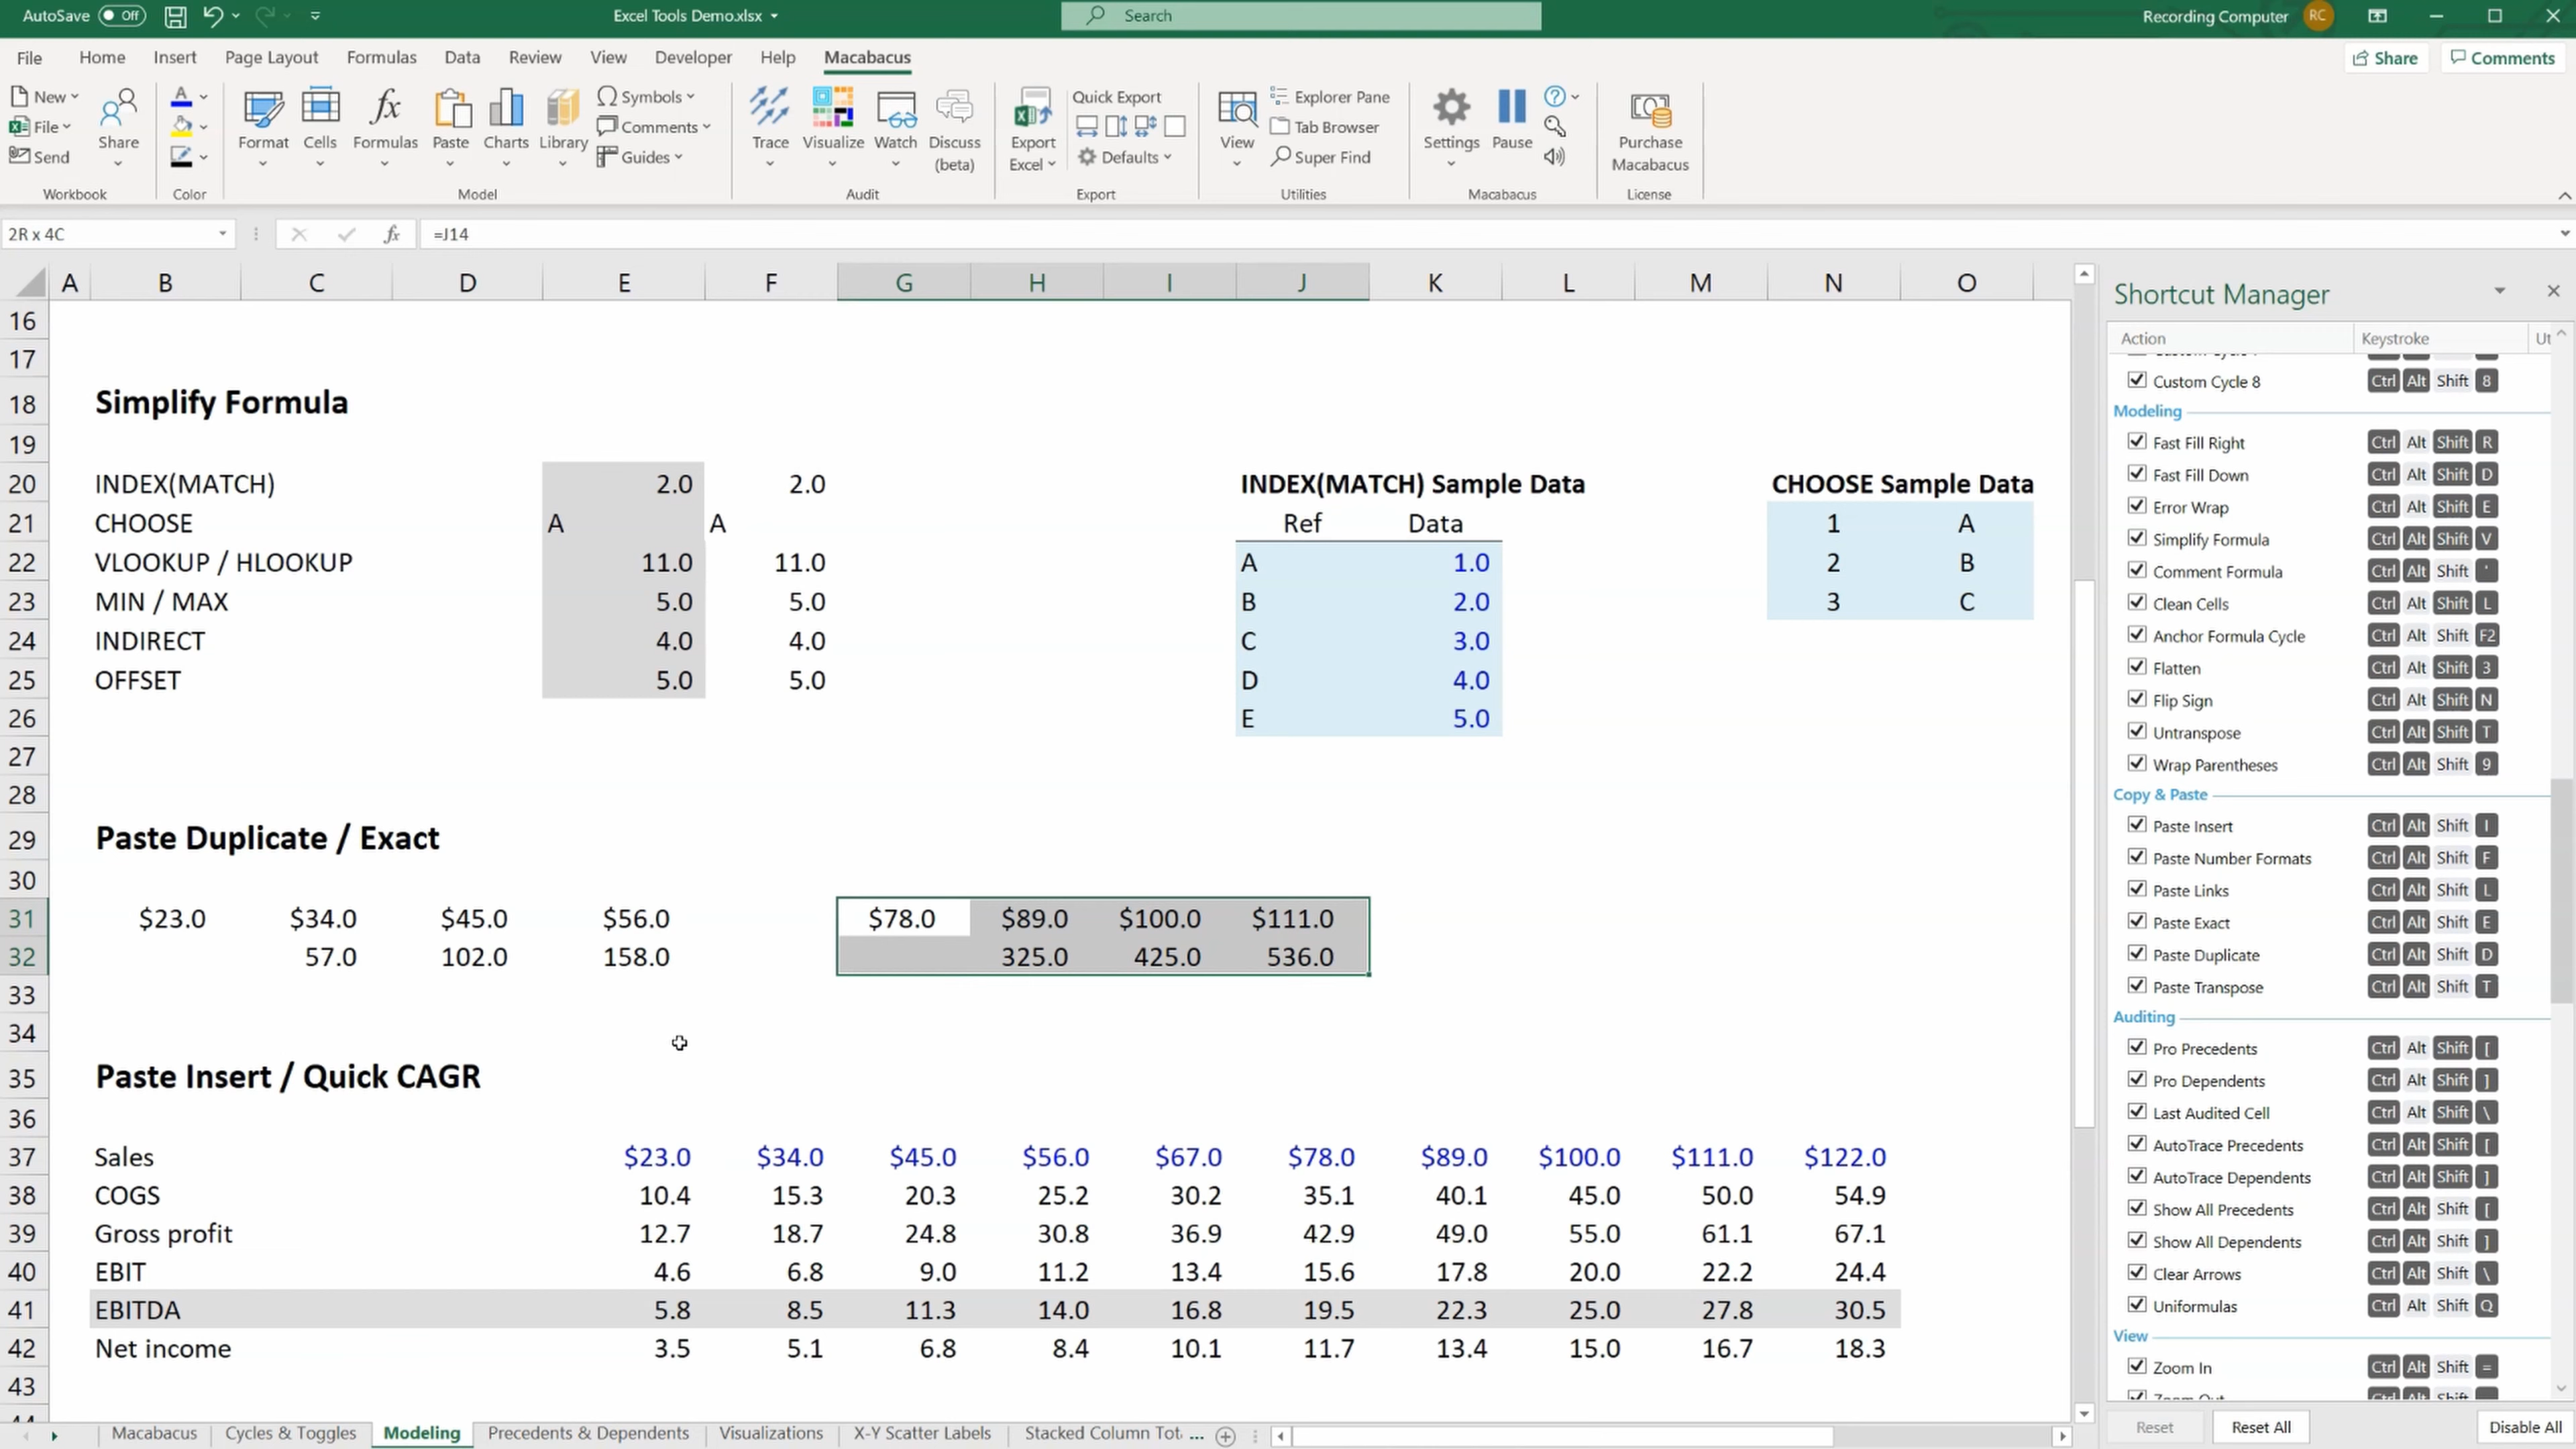 AutoSave Off Excel Tools Demo.xlsx Search Recording Computer RC
File Home Insert Page Layout Formulas Data Review View Developer Help Macabacus Share Comments
New File Send Share Workbook
Color
Format Cells Formulas Paste Charts Library Symbols Comments Guides Model
Trace Visualize Watch Discuss (beta) Audit
Export Excel Quick Export Defaults Export
View Explorer Pane Tab Browser Super Find Utilities
Settings Pause Macabacus
Purchase Macabacus License
2R x 4C fx =J14
A B C D E F G H I J K L M N O
16
17
18 Simplify Formula
19
20 INDEX(MATCH) 2.0 2.0 INDEX(MATCH) Sample Data CHOOSE Sample Data
21 CHOOSE A A Ref Data 1 A
22 VLOOKUP / HLOOKUP 11.0 11.0 A 1.0 2 B
23 MIN / MAX 5.0 5.0 B 2.0 3 C
24 INDIRECT 4.0 4.0 C 3.0
25 OFFSET 5.0 5.0 D 4.0
26 E 5.0
27
28
29 Paste Duplicate / Exact
30
31 $23.0 $34.0 $45.0 $56.0 $78.0 $89.0 $100.0 $111.0
32 57.0 102.0 158.0 325.0 425.0 536.0
33
34
35 Paste Insert / Quick CAGR
36
37 Sales $23.0 $34.0 $45.0 $56.0 $67.0 $78.0 $89.0 $100.0 $111.0 $122.0
38 COGS 10.4 15.3 20.3 25.2 30.2 35.1 40.1 45.0 50.0 54.9
39 Gross profit 12.7 18.7 24.8 30.8 36.9 42.9 49.0 55.0 61.1 67.1
40 EBIT 4.6 6.8 9.0 11.2 13.4 15.6 17.8 20.0 22.2 24.4
41 EBITDA 5.8 8.5 11.3 14.0 16.8 19.5 22.3 25.0 27.8 30.5
42 Net income 3.5 5.1 6.8 8.4 10.1 11.7 13.4 15.0 16.7 18.3
43
Macabacus Cycles & Toggles Modeling Precedents & Dependents Visualizations X-Y Scatter Labels Stacked Column Tot ...
Shortcut Manager
Action Keystroke Ut
Custom Cycle 8 Ctrl Alt Shift 8
Modeling
Fast Fill Right Ctrl Alt Shift R
Fast Fill Down Ctrl Alt Shift D
Error Wrap Ctrl Alt Shift E
Simplify Formula Ctrl Alt Shift V
Comment Formula Ctrl Alt Shift '
Clean Cells Ctrl Alt Shift L
Anchor Formula Cycle Ctrl Alt Shift F2
Flatten Ctrl Alt Shift 3
Flip Sign Ctrl Alt Shift N
Untranspose Ctrl Alt Shift T
Wrap Parentheses Ctrl Alt Shift 9
Copy & Paste
Paste Insert Ctrl Alt Shift I
Paste Number Formats Ctrl Alt Shift F
Paste Links Ctrl Alt Shift L
Paste Exact Ctrl Alt Shift E
Paste Duplicate Ctrl Alt Shift D
Paste Transpose Ctrl Alt Shift T
Auditing
Pro Precedents Ctrl Alt Shift [
Pro Dependents Ctrl Alt Shift ]
Last Audited Cell Ctrl Alt Shift \
AutoTrace Precedents Ctrl Alt Shift [
AutoTrace Dependents Ctrl Alt Shift ]
Show All Precedents Ctrl Alt Shift [
Show All Dependents Ctrl Alt Shift ]
Clear Arrows Ctrl Alt Shift \
Uniformulas Ctrl Alt Shift Q
View
Zoom In Ctrl Alt Shift =
Reset Reset All Disable All